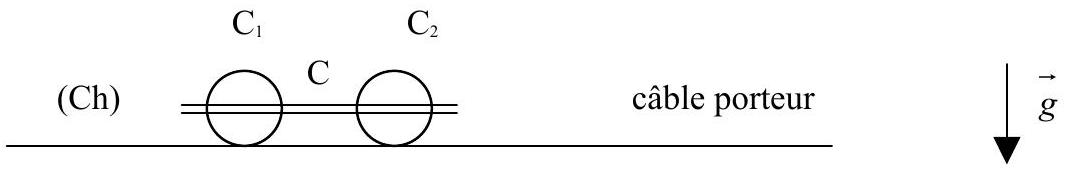 C₁ C₂
C
(Ch) câble porteur g⃗